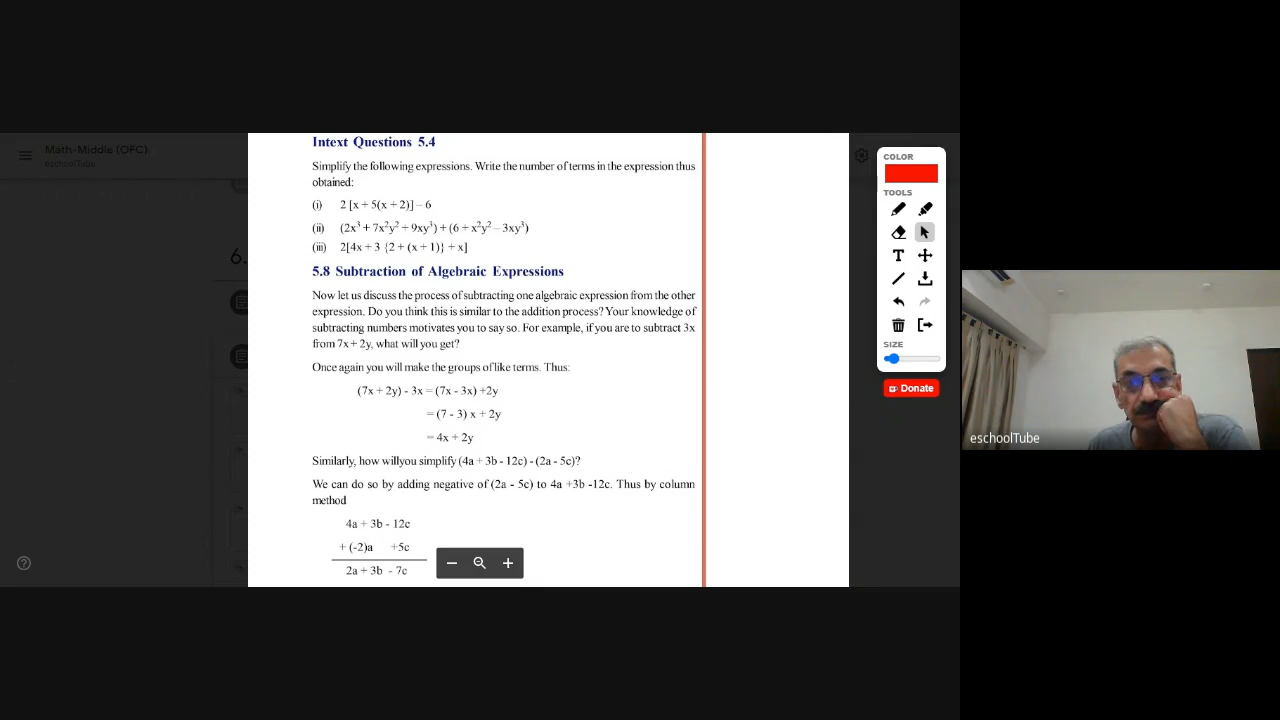 Math-Middle (OFC)
eschoolTube
Intext Questions 5.4
Simplify the following expressions. Write the number of terms in the expression thus
obtained:
(i) 2 [x + 5(x + 2)] – 6
(ii) (2x³ + 7x²y² + 9xy³) + (6 + x²y² – 3xy³)
(iii) 2[4x + 3 {2 + (x + 1)} + x]
5.8 Subtraction of Algebraic Expressions
Now let us discuss the process of subtracting one algebraic expression from the other
expression. Do you think this is similar to the addition process? Your knowledge of
subtracting numbers motivates you to say so. For example, if you are to subtract 3x
from 7x + 2y, what will you get?
Once again you will make the groups of like terms. Thus:
(7x + 2y) - 3x = (7x - 3x) +2y
= (7 - 3) x + 2y
= 4x + 2y
Similarly, how willyou simplify (4a + 3b - 12c) - (2a - 5c)?
We can do so by adding negative of (2a - 5c) to 4a +3b -12c. Thus by column
method
4a + 3b - 12c
+ (-2)a +5c
2a + 3b - 7c
6.
COLOR
TOOLS
T
SIZE
Donate
eschoolTube